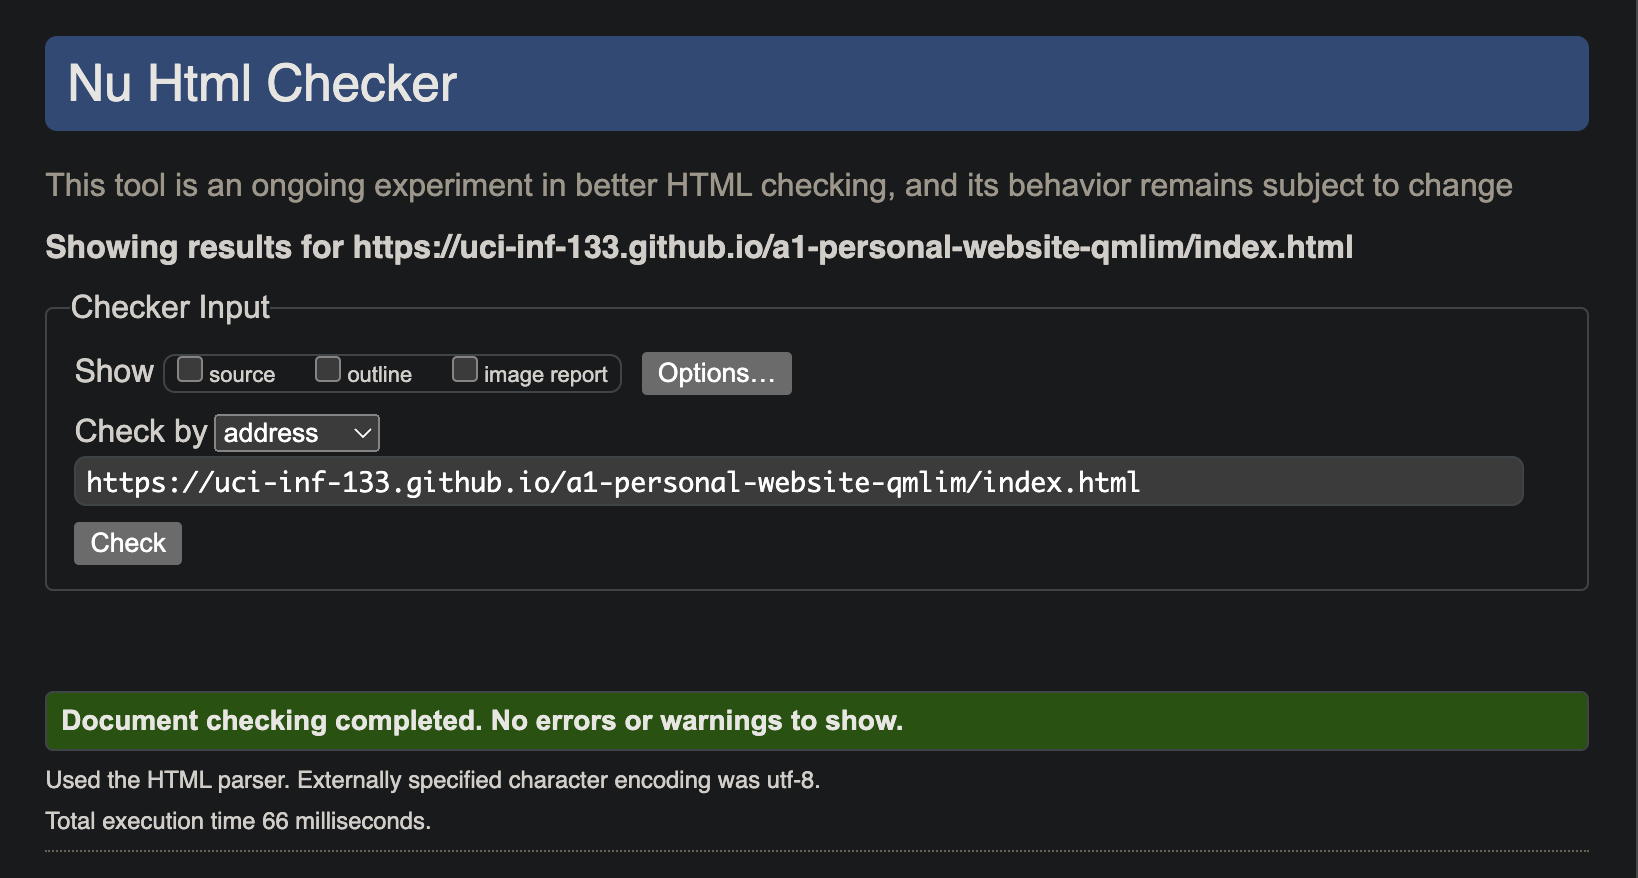 Nu Html Checker
This tool is an ongoing experiment in better HTML checking, and its behavior remains subject to change
Showing results for https://uci-inf-133.github.io/a1-personal-website-qmlim/index.html
Checker Input
Show source outline image report Options...
Check by address
https://uci-inf-133.github.io/a1-personal-website-qmlim/index.html
Check
Document checking completed. No errors or warnings to show.
Used the HTML parser. Externally specified character encoding was utf-8.
Total execution time 66 milliseconds.